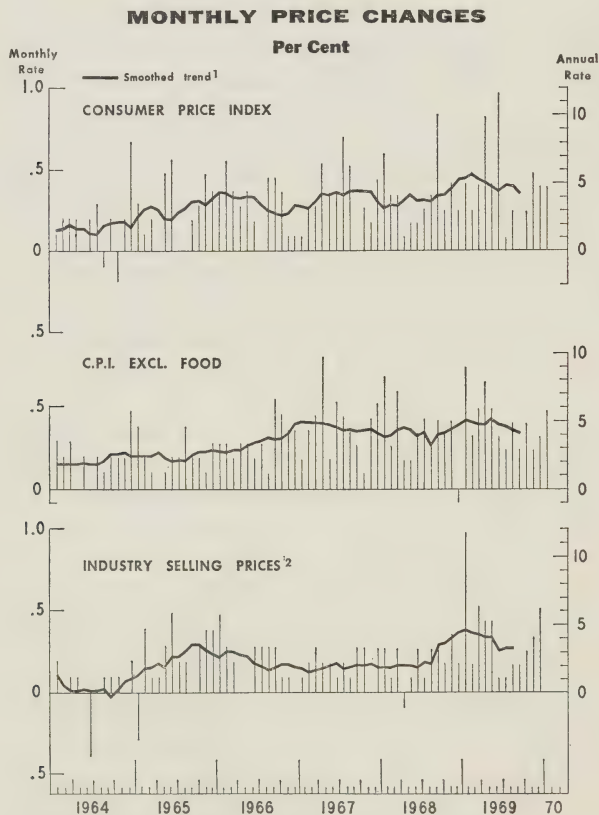 MONTHLY PRICE CHANGES
Per Cent
Monthly Rate
Annual Rate
Smoothed trend1
CONSUMER PRICE INDEX
1.0
.5
0
.5
10
5
0
C.P.I. EXCL. FOOD
.5
0
10
5
0
INDUSTRY SELLING PRICES2
1.0
.5
0
.5
10
5
0
1964 1965 1966 1967 1968 1969 70